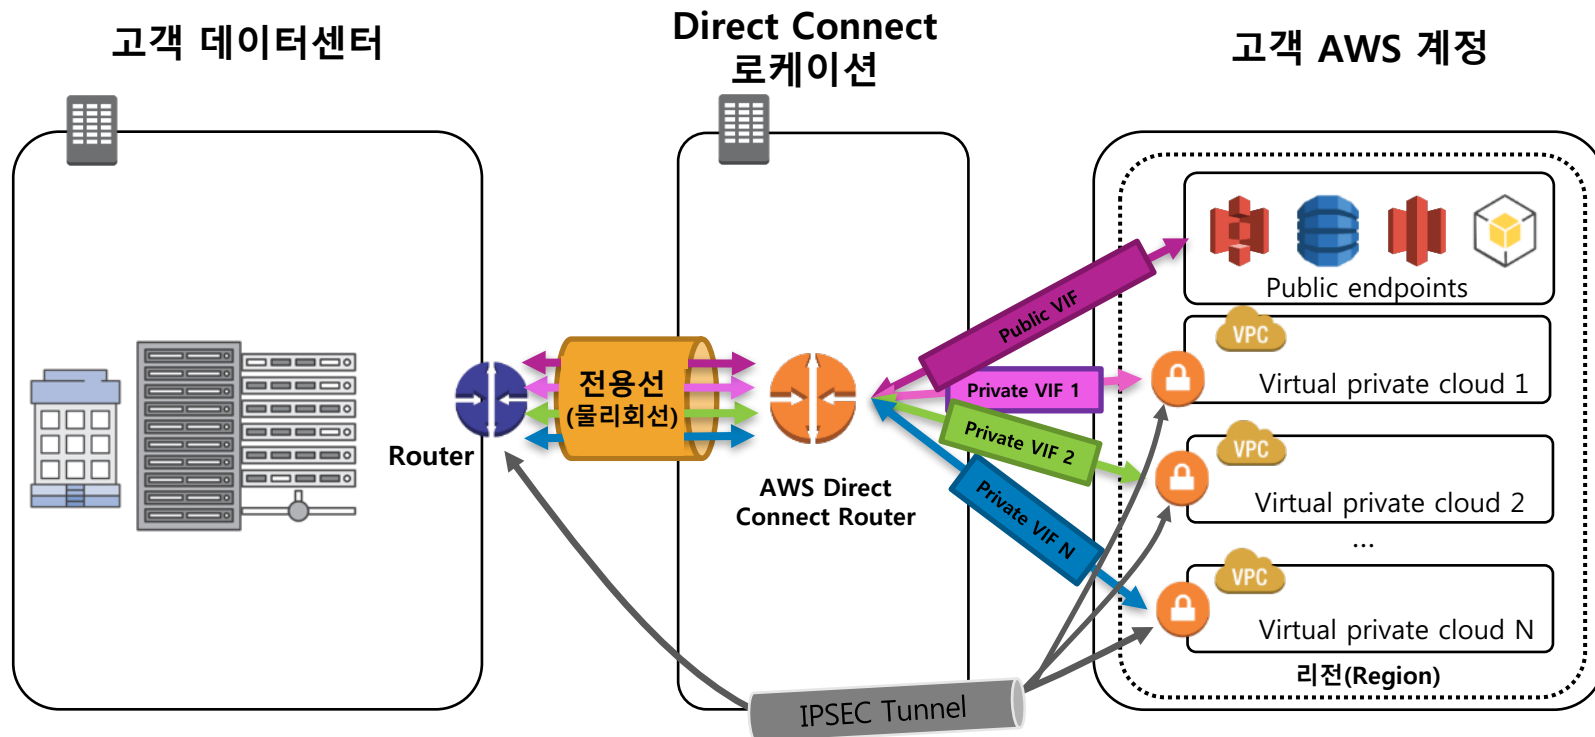 고객 데이터센터
Direct Connect
로케이션
고객 AWS 계정
Public endpoints
Public VIF
VPC
Virtual private cloud 1
전용선
(물리회선)
Private VIF 1
Router
Private VIF 2
VPC
Virtual private cloud 2
AWS Direct
Connect Router
Private VIF N
...
VPC
Virtual private cloud N
리전(Region)
IPSEC Tunnel